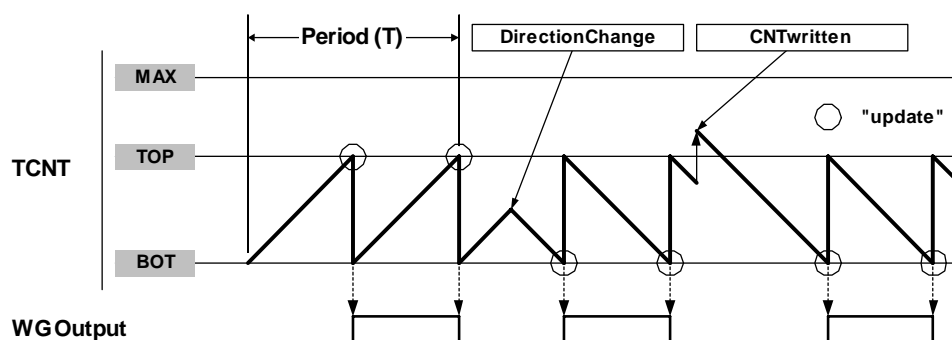 Period (T)
DirectionChange
CNTwritten
MAX
"update"
TCNT
TOP
BOT
WG Output